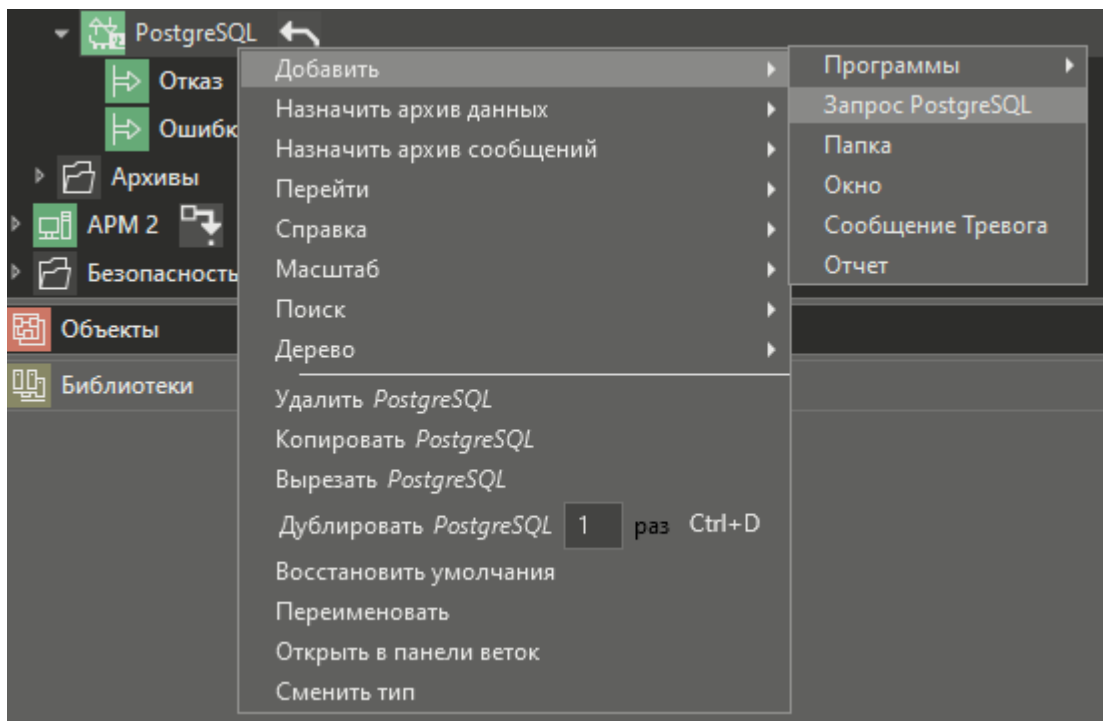 PostgreSQL
Отказ
Ошибк
Архивы
АРМ 2
Безопасность
Объекты
Библиотеки
Добавить
Назначить архив данных
Назначить архив сообщений
Перейти
Справка
Масштаб
Поиск
Дерево
Удалить PostgreSQL
Копировать PostgreSQL
Вырезать PostgreSQL
Дублировать PostgreSQL 1 раз Ctrl+D
Восстановить умолчания
Переименовать
Открыть в панели веток
Сменить тип
Программы
Запрос PostgreSQL
Папка
Окно
Сообщение Тревога
Отчет